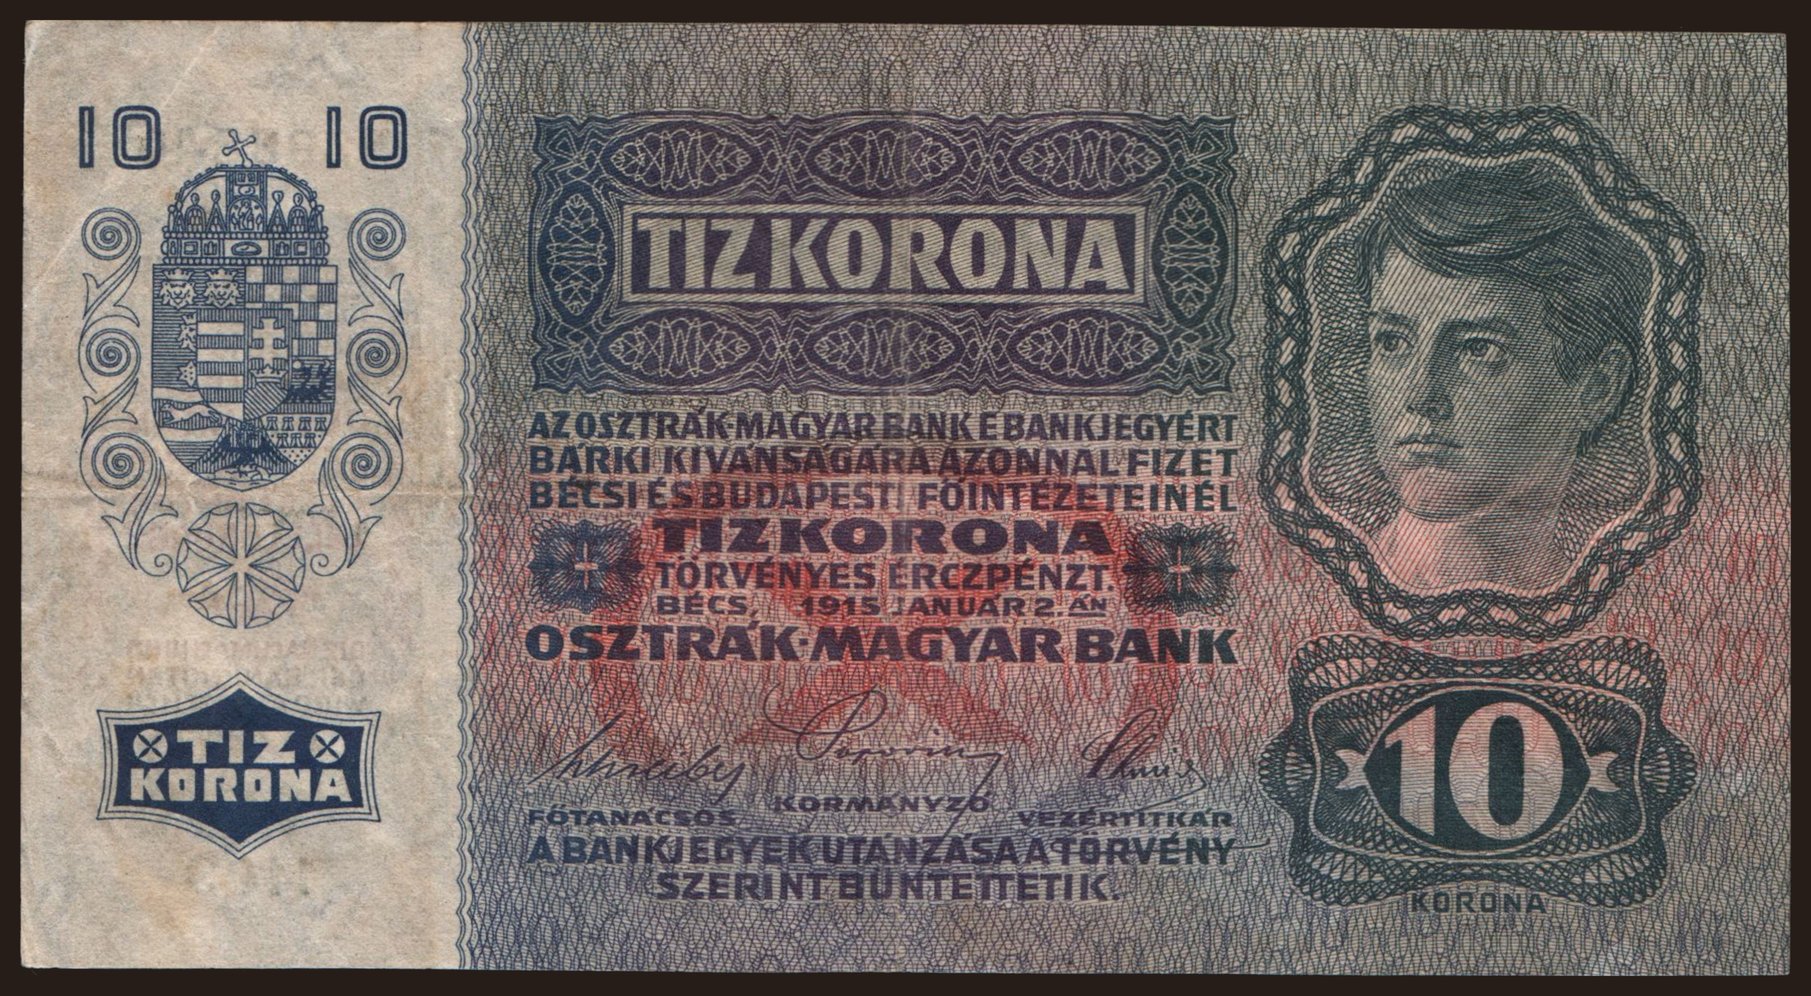 10 10
TIZ
KORONA
TIZKORONA
AZ OSZTRÁK-MAGYAR BANK E BANKJEGYÉRT
BÁRKI KIVÁNSÁGÁRA AZONNAL FIZET
BÉCSI ÉS BUDAPESTI FŐINTÉZETEINÉL
TIZKORONA
TÖRVÉNYES ÉRCZPÉNZT.
BÉCS, 1915 JANUÁR 2.ÁN
OSZTRÁK-MAGYAR BANK
KORMÁNYZÓ
FŐTANÁCSOS VEZÉRTITKÁR
A BANKJEGYEK UTÁNZÁSA A TÖRVÉNY
SZERINT BÜNTETTETIK.
10
KORONA